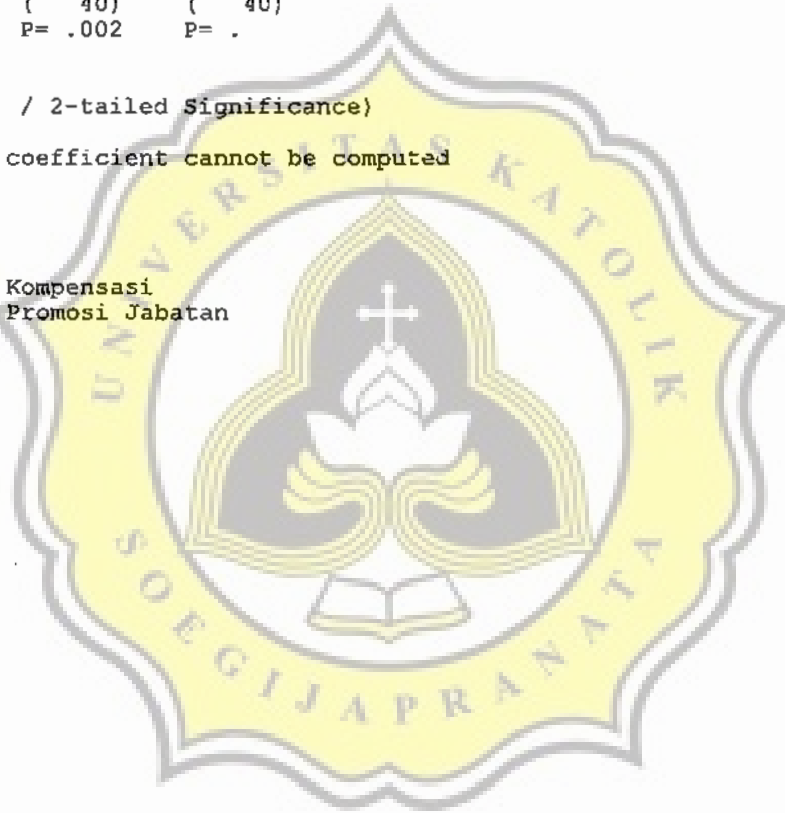 ( 40) ( 40)
P= .002 P= .
/ 2-tailed Significance)
coefficient cannot be computed
Kompensasi
Promosi Jabatan
UNIVERSITAS KATOLIK
SOEGIJAPRANATA